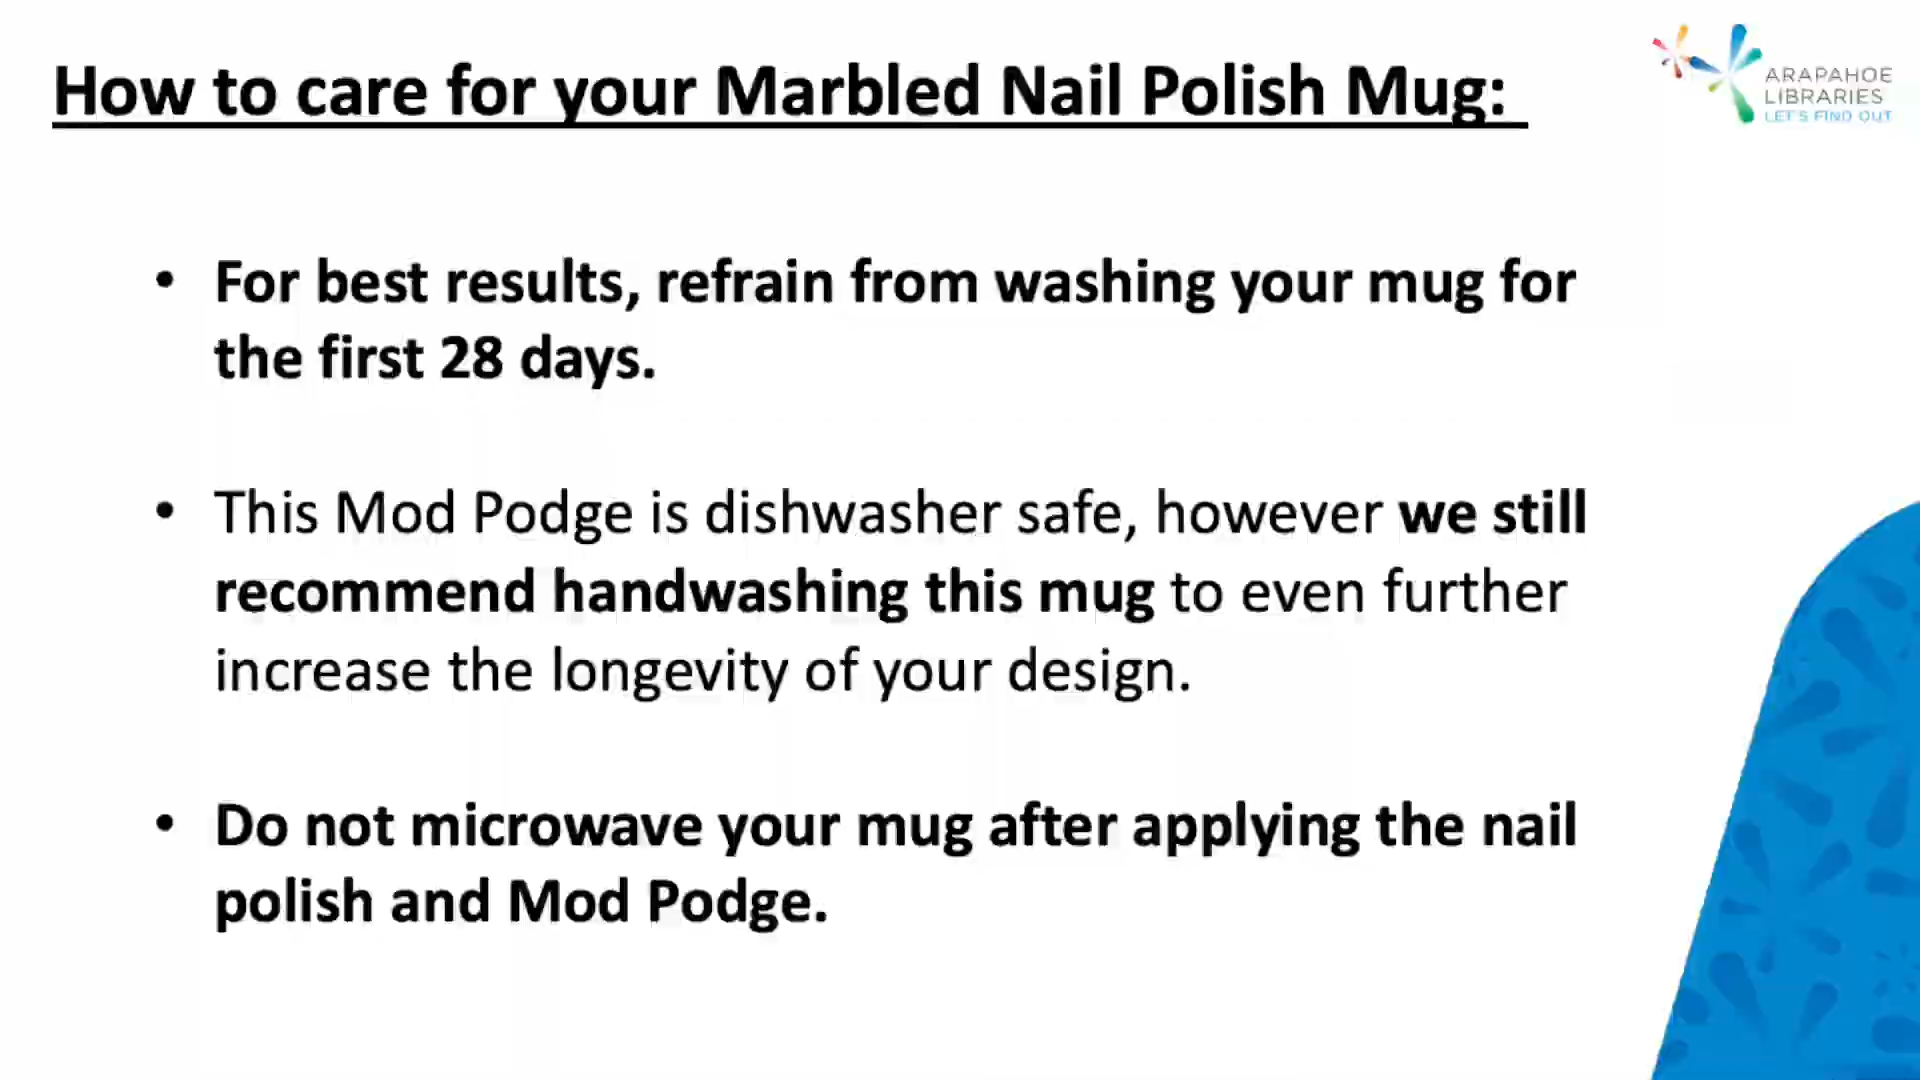 How to care for your Marbled Nail Polish Mug:
ARAPAHOE
LIBRARIES
LET'S FIND OUT
• For best results, refrain from washing your mug for
the first 28 days.
• This Mod Podge is dishwasher safe, however we still
recommend handwashing this mug to even further
increase the longevity of your design.
• Do not microwave your mug after applying the nail
polish and Mod Podge.